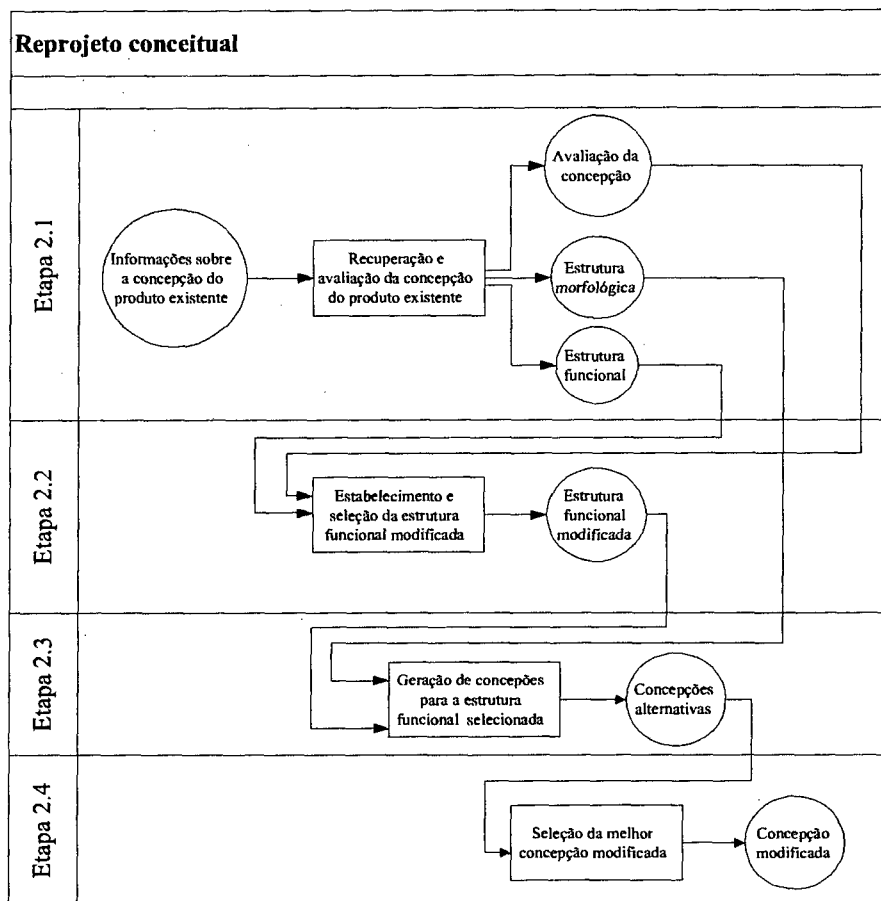 Reprojeto conceitual
Etapa 2.1
Informações sobre
a concepção do
produto existente
Recuperação e
avaliação da concepção
do produto existente
Avaliação da
concepção
Estrutura
morfológica
Estrutura
funcional
Etapa 2.2
Estabelecimento e
seleção da estrutura
funcional modificada
Estrutura
funcional
modificada
Etapa 2.3
Geração de concepões
para a estrutura
funcional selecionada
Concepções
alternativas
Etapa 2.4
Seleção da melhor
concepção modificada
Concepção
modificada